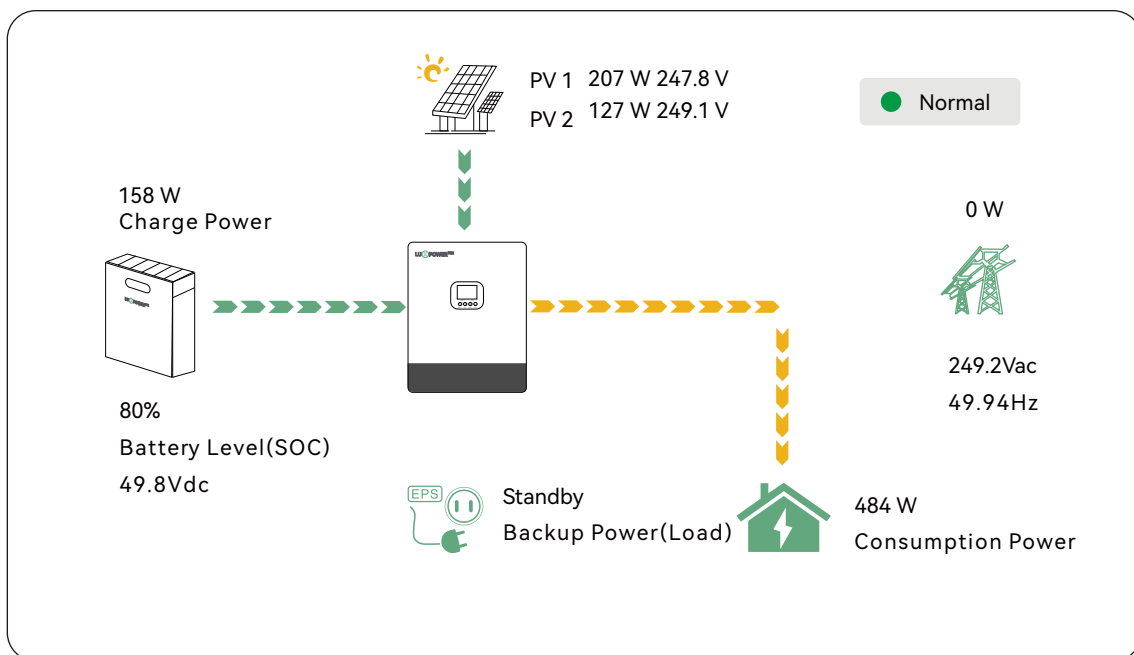 PV 1 207 W 247.8 V
PV 2 127 W 249.1 V
Normal
158 W
Charge Power
0 W
LUXPOWER
80%
Battery Level(SOC)
49.8Vdc
249.2Vac
49.94Hz
EPS
Standby
Backup Power(Load)
484 W
Consumption Power